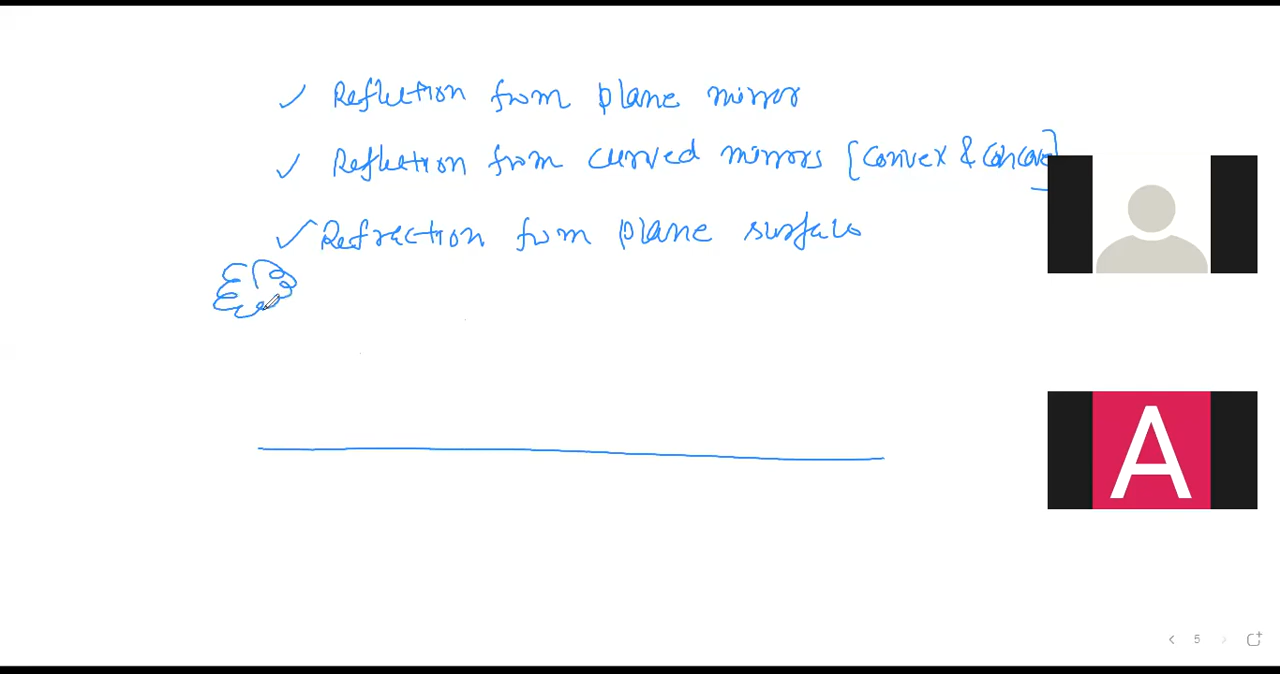 ✓ Reflection from plane mirror
✓ Reflection from curved mirrors [Convex & Concave]
✓ Refraction from plane surface
A
5